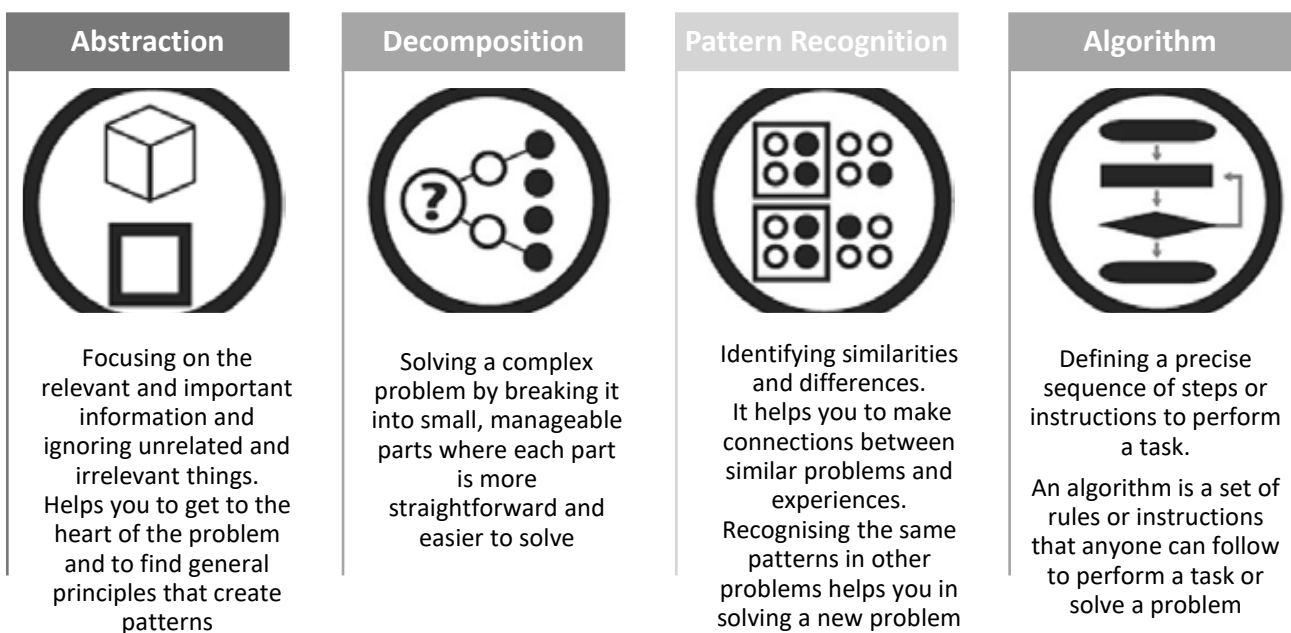 Abstraction
Focusing on the
relevant and important
information and
ignoring unrelated and
irrelevant things.
Helps you to get to the
heart of the problem
and to find general
principles that create
patterns
Decomposition
?
Solving a complex
problem by breaking it
into small, manageable
parts where each part
is more
straightforward and
easier to solve
Pattern Recognition
Identifying similarities
and differences.
It helps you to make
connections between
similar problems and
experiences.
Recognising the same
patterns in other
problems helps you in
solving a new problem
Algorithm
Defining a precise
sequence of steps or
instructions to perform
a task.
An algorithm is a set of
rules or instructions
that anyone can follow
to perform a task or
solve a problem